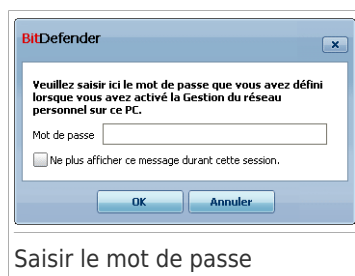 BitDefender
Veuillez saisir ici le mot de passe que vous avez défini
lorsque vous avez activé la Gestion du réseau
personnel sur ce PC.
Mot de passe
Ne plus afficher ce message durant cette session.
OK Annuler
Saisir le mot de passe